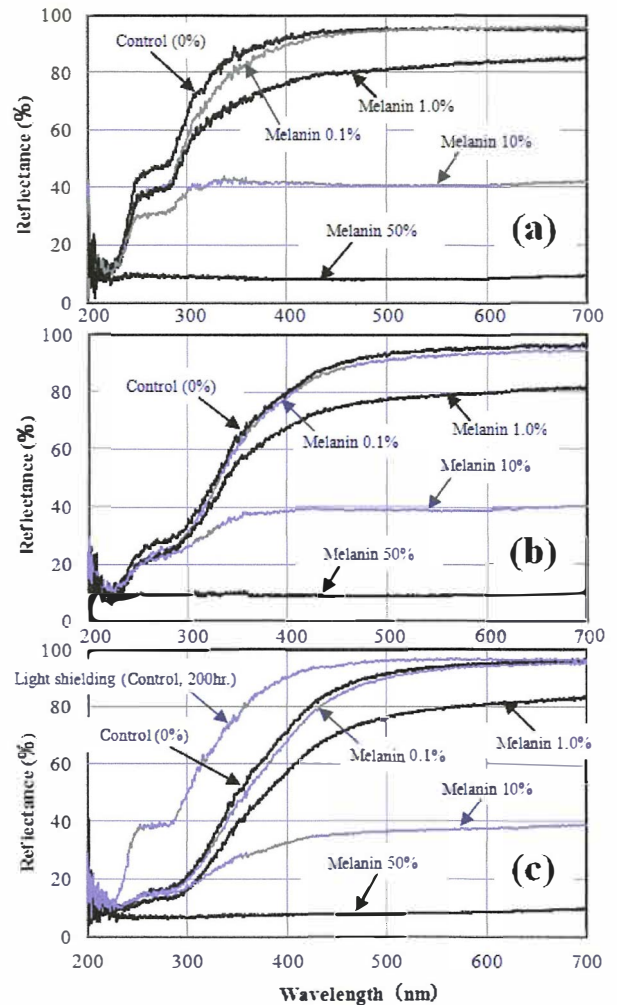 100
80
60
40
20
0
Reflectance (%)
Control (0%)
Melanin 0.1%
Melanin 1.0%
Melanin 10%
Melanin 50%
(a)
200 300 400 500 600 700
100
80
60
40
20
0
Reflectance (%)
Control (0%)
Melanin 0.1%
Melanin 1.0%
Melanin 10%
Melanin 50%
(b)
200 300 400 500 600 700
100
80
60
40
20
0
Reflectance (%)
Light shielding (Control, 200hr.)
Control (0%)
Melanin 0.1%
Melanin 1.0%
Melanin 10%
Melanin 50%
(c)
200 300 400 500 600 700
Wavelength (nm)